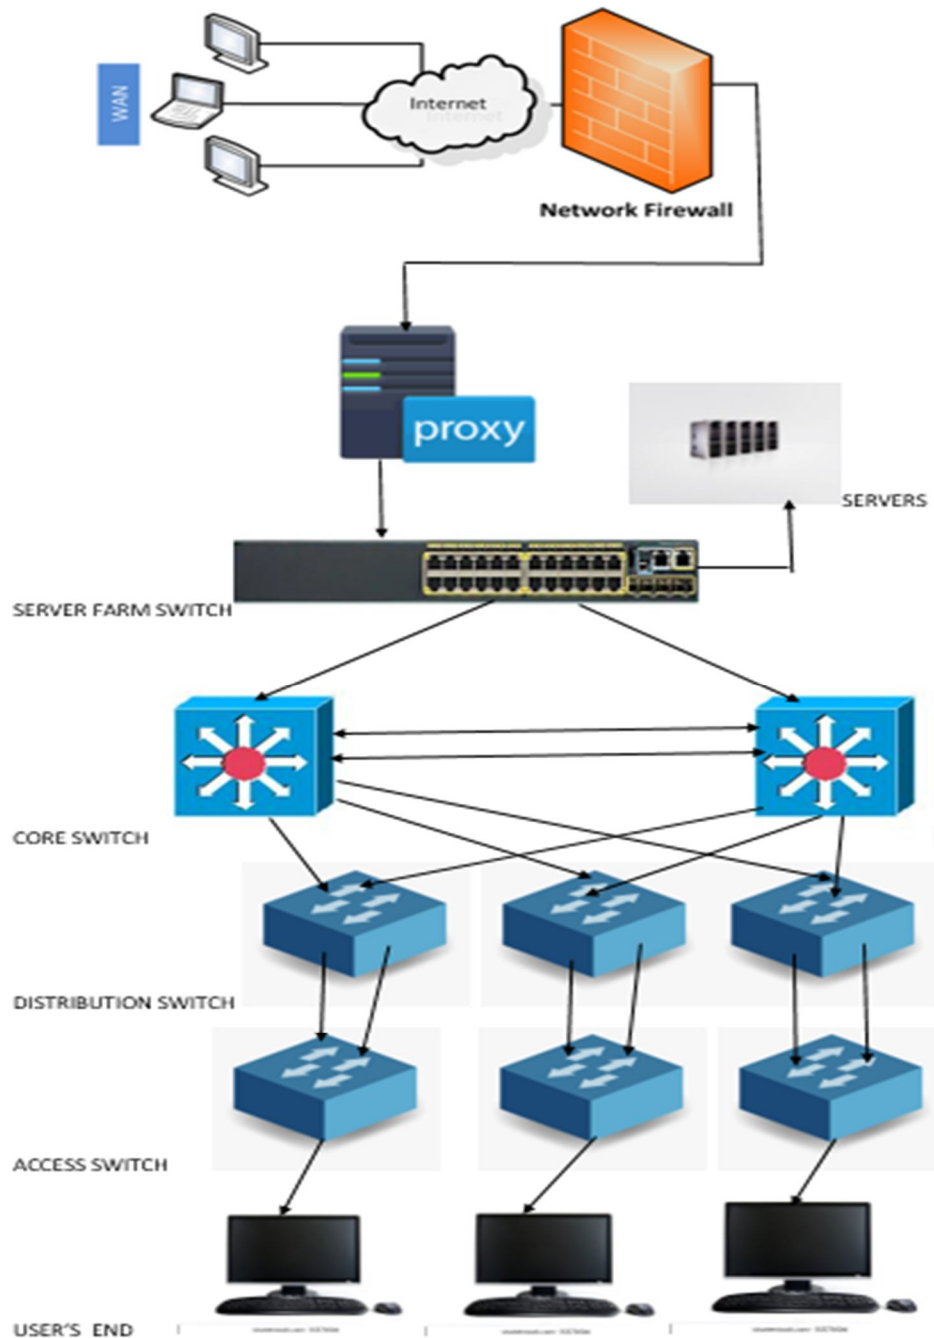 WAN
Internet
Network Firewall
proxy
SERVERS
SERVER FARM SWITCH
CORE SWITCH
DISTRIBUTION SWITCH
ACCESS SWITCH
USER'S END